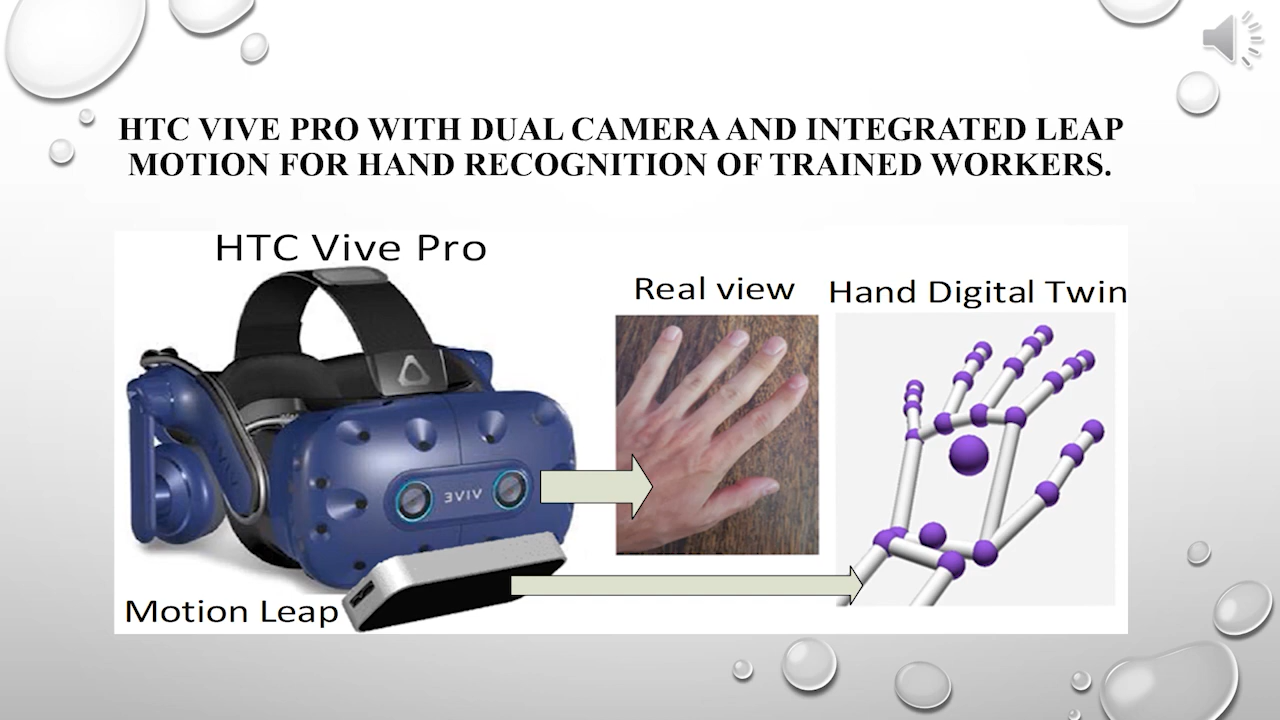 HTC VIVE PRO WITH DUAL CAMERA AND INTEGRATED LEAP
MOTION FOR HAND RECOGNITION OF TRAINED WORKERS.
HTC Vive Pro
Real view
Hand Digital Twin
VIVE
Motion Leap